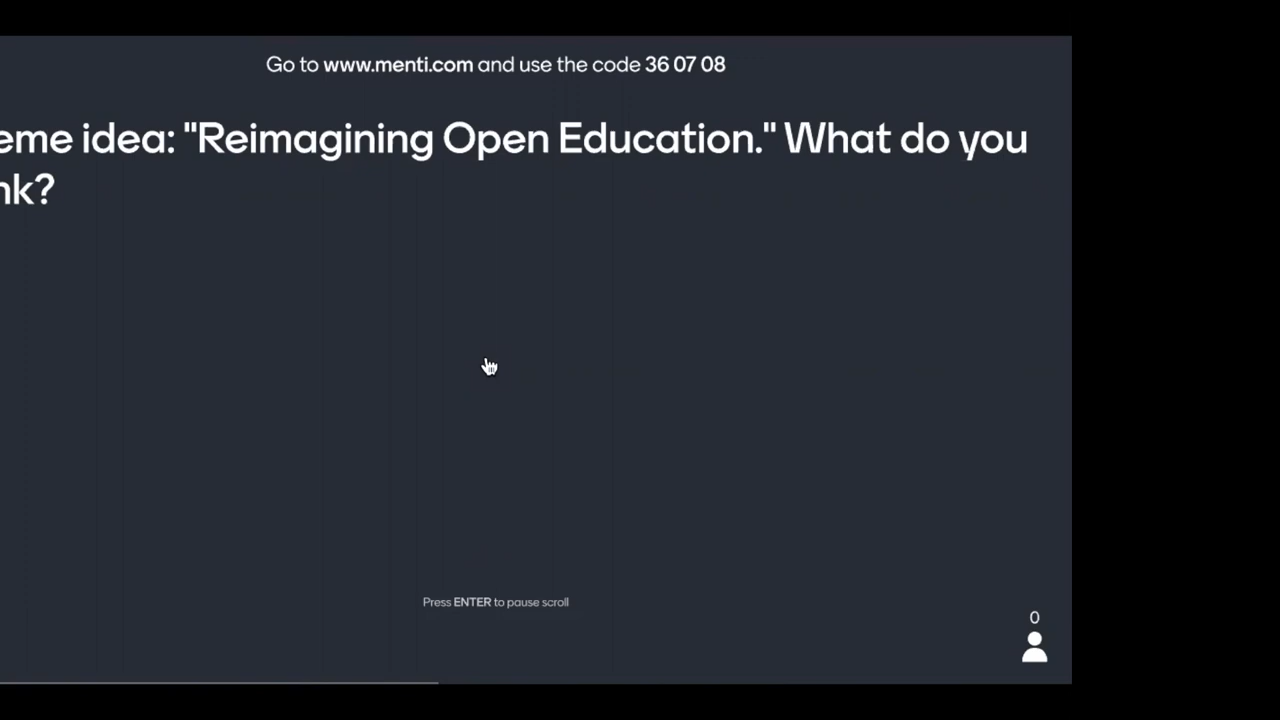 Go to www.menti.com and use the code 36 07 08
eme idea: "Reimagining Open Education." What do you
nk?
Press ENTER to pause scroll
0